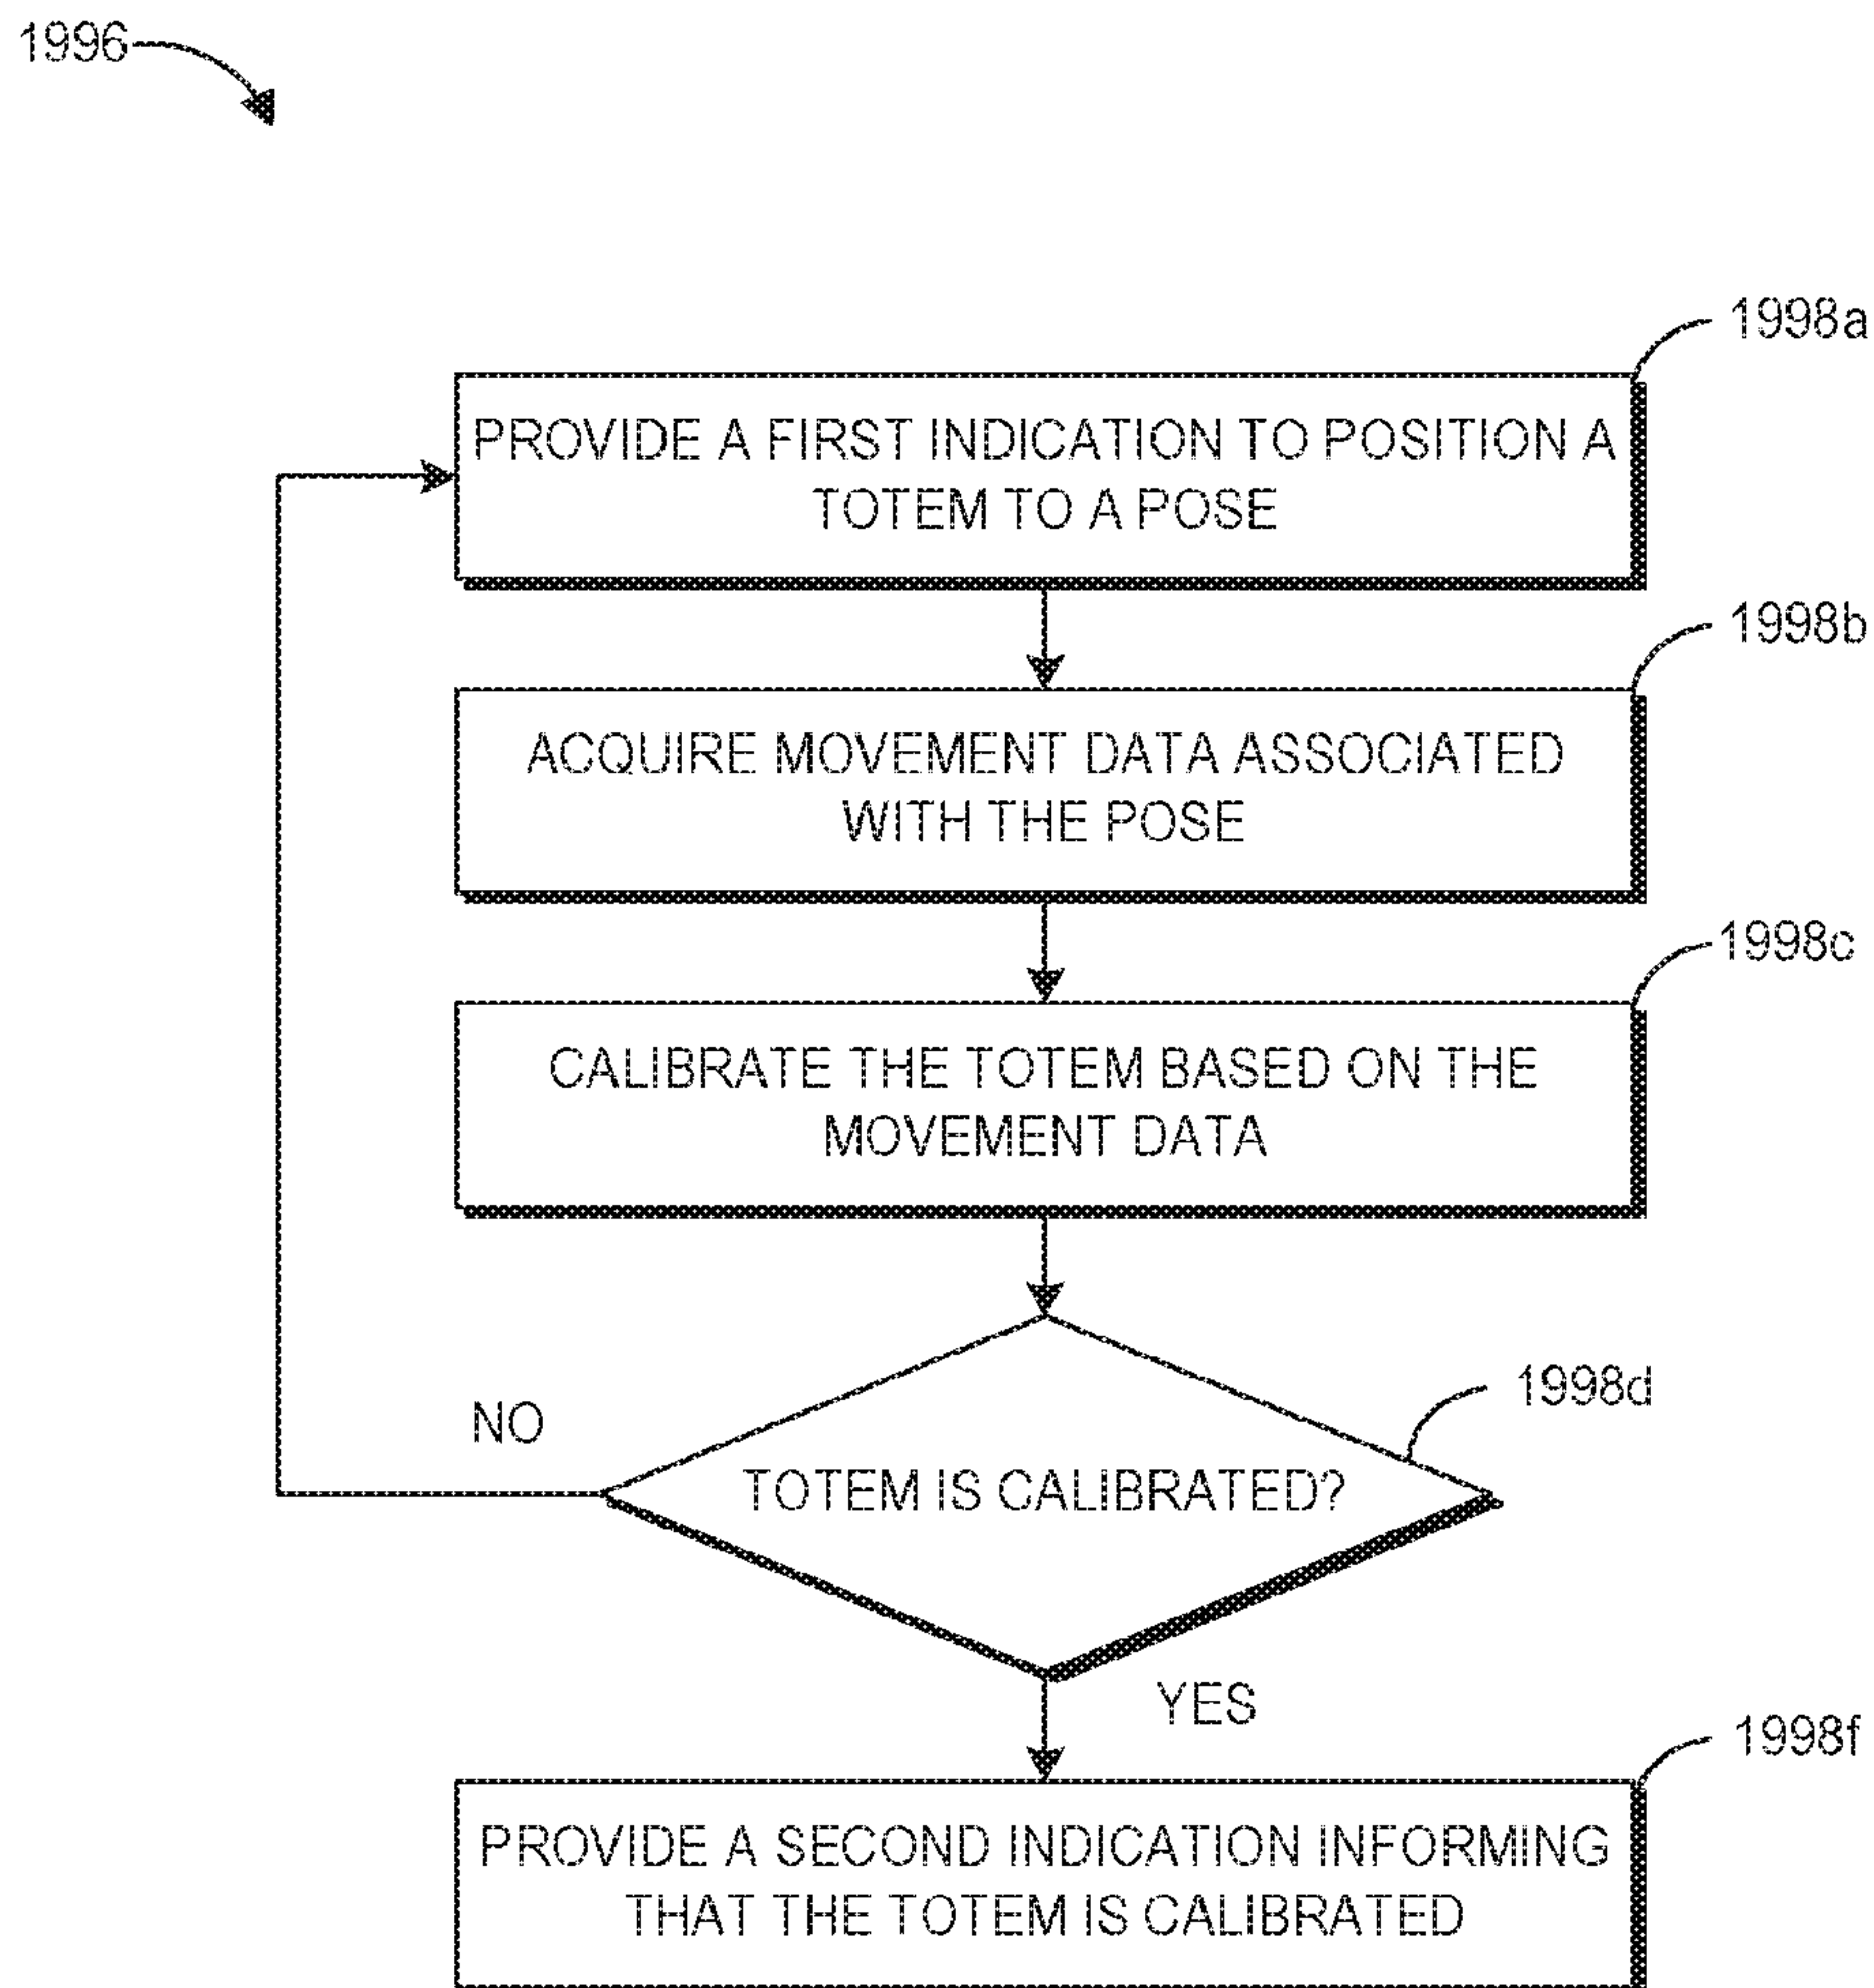 1996
1998a
PROVIDE A FIRST INDICATION TO POSITION A
TOTEM TO A POSE
1998b
ACQUIRE MOVEMENT DATA ASSOCIATED
WITH THE POSE
1998c
CALIBRATE THE TOTEM BASED ON THE
MOVEMENT DATA
1998d
NO
TOTEM IS CALIBRATED?
YES
1998f
PROVIDE A SECOND INDICATION INFORMING
THAT THE TOTEM IS CALIBRATED